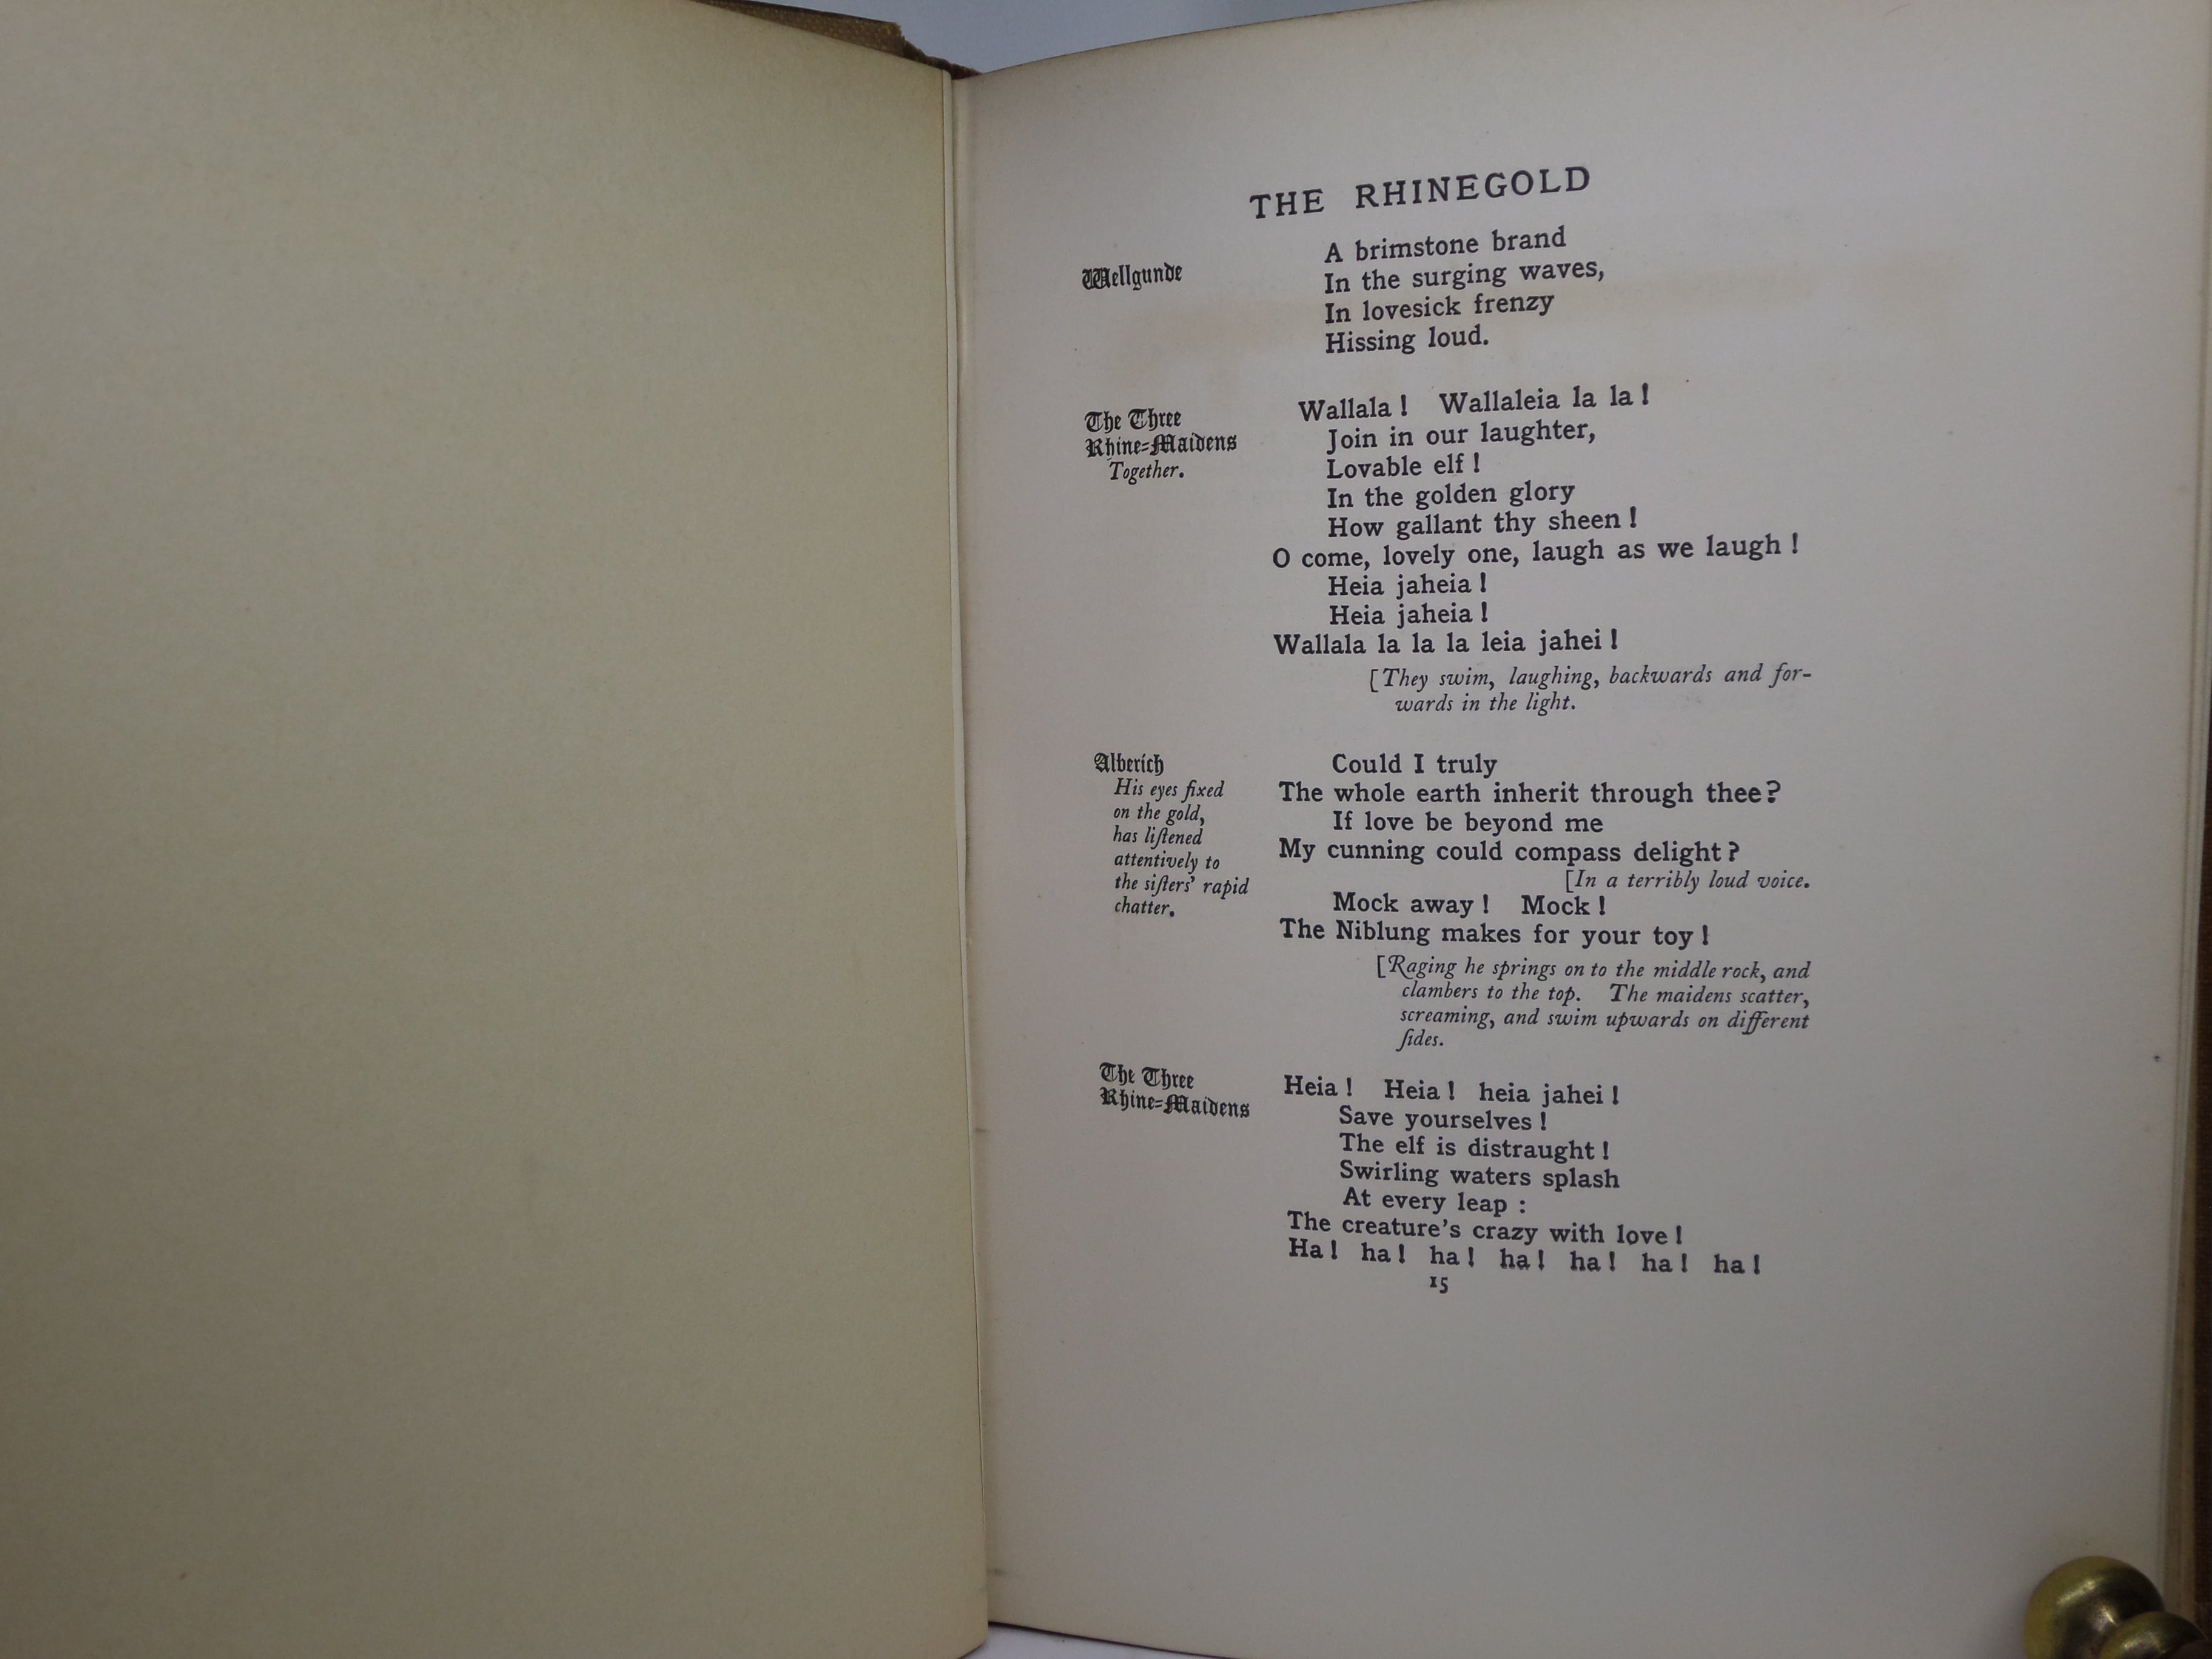 THE RHINEGOLD
Wellgunde
A brimstone brand
In the surging waves,
In lovesick frenzy
Hissing loud.
The Three
Rhine=Maidens
Together.
Wallala ! Wallaleia la la !
Join in our laughter,
Lovable elf !
In the golden glory
How gallant thy sheen !
O come, lovely one, laugh as we laugh !
Heia jaheia !
Heia jaheia !
Wallala la la la leia jahei !
[They swim, laughing, backwards and for-
wards in the light.
Alberich
His eyes fixed
on the gold,
has liſtened
attentively to
the siſters' rapid
chatter.
Could I truly
The whole earth inherit through thee?
If love be beyond me
My cunning could compass delight ?
[In a terribly loud voice.
Mock away ! Mock !
The Niblung makes for your toy !
[Raging he springs on to the middle rock, and
clambers to the top. The maidens scatter,
screaming, and swim upwards on different
ſides.
The Three
Rhine=Maidens
Heia ! Heia ! heia jahei !
Save yourselves !
The elf is distraught !
Swirling waters splash
At every leap :
The creature's crazy with love !
Ha ! ha ! ha ! ha ! ha ! ha ! ha !
15